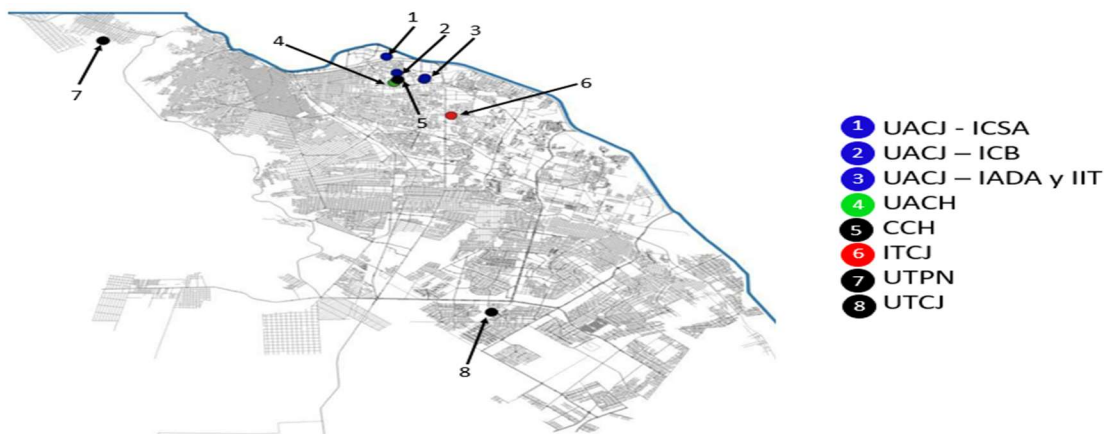 1
2
3
4
5
6
7
8
1 UACJ - ICSA
2 UACJ – ICB
3 UACJ – IADA y IIT
4 UACH
5 CCH
6 ITCJ
7 UTPN
8 UTCJ